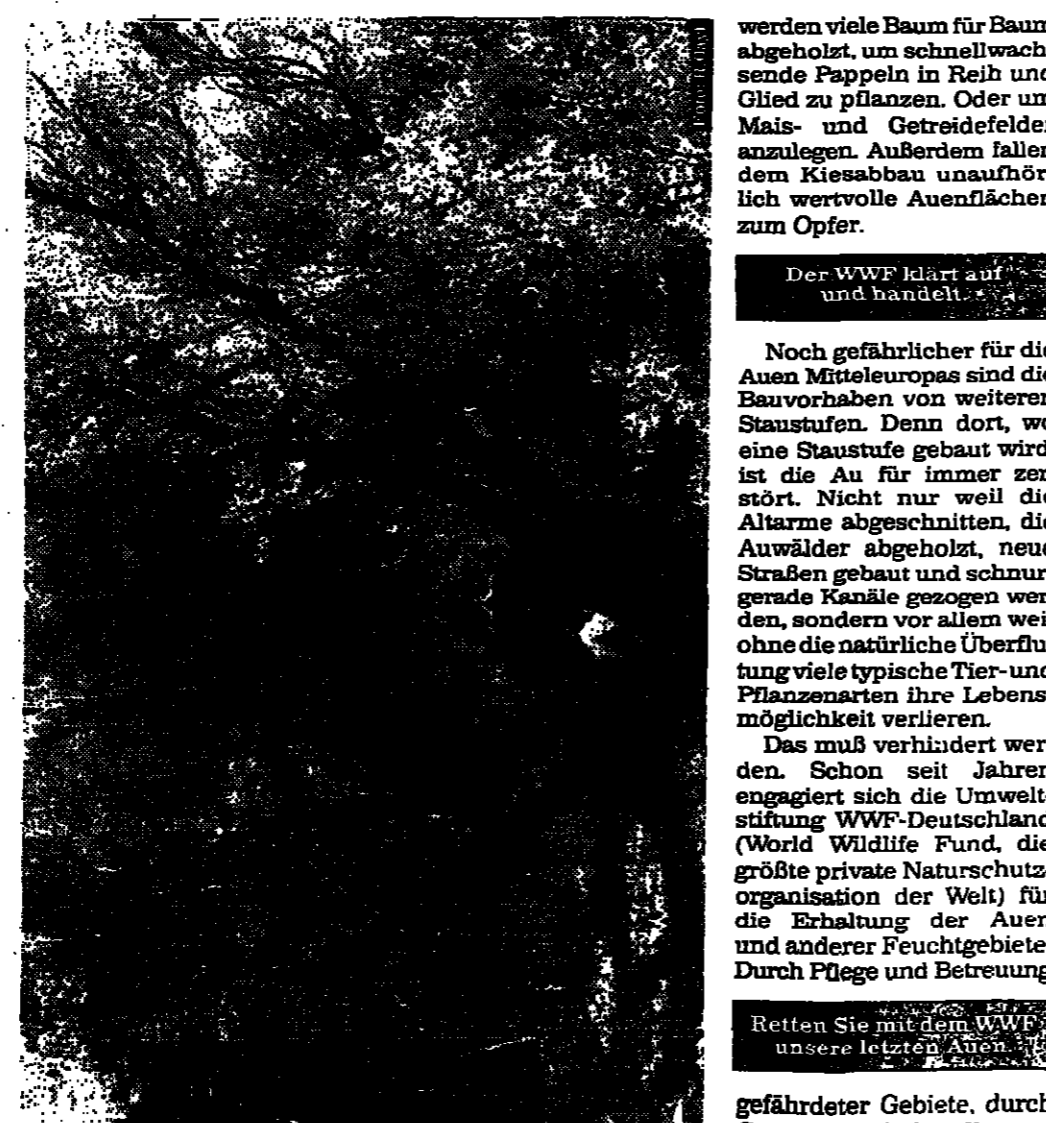 werden viele Baum für Baum
abgeholzt, um schnellwach
sende Pappeln in Reih und
Glied zu pflanzen. Oder um
Mais- und Getreidefelder
anzulegen. Außerdem fallen
dem Kiesabbau unaufhör
lich wertvolle Auenflächen
zum Opfer.
Der WWF klärt auf
und handelt.
Noch gefährlicher für die
Auen Mitteleuropas sind die
Bauvorhaben von weiteren
Staustufen. Denn dort, wo
eine Staustufe gebaut wird
ist die Au für immer zer
stört. Nicht nur weil die
Altarme abgeschnitten, die
Auwälder abgeholzt, neue
Straßen gebaut und schnur
gerade Kanäle gezogen wer
den, sondern vor allem weil
ohne die natürliche Überflu
tung viele typische Tier- und
Pflanzenarten ihre Lebens
möglichkeit verlieren.
Das muß verhindert wer
den. Schon seit Jahren
engagiert sich die Umwelt
stiftung WWF-Deutschland
(World Wildlife Fund, die
größte private Naturschutz
organisation der Welt) für
die Erhaltung der Auen
und anderer Feuchtgebiete.
Durch Pflege und Betreuung
Retten Sie mit dem WWF
unsere letzten Auen.
gefährdeter Gebiete, durch